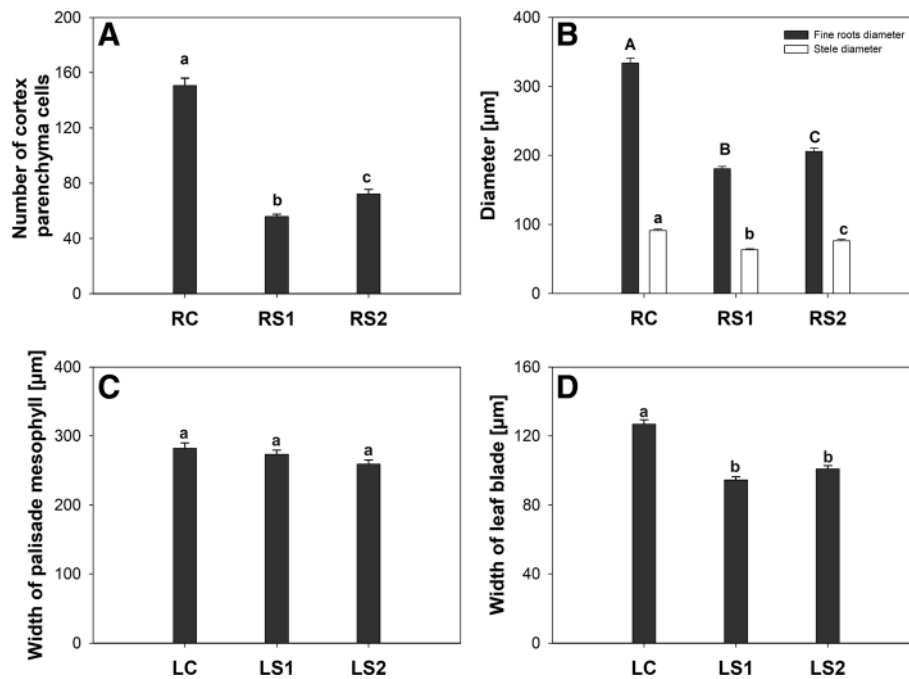 A
Number of cortex
parenchyma cells
200
160
120
80
40
0
a
b
c
RC
RS1
RS2
B
Diameter [µm]
400
300
200
100
0
Fine roots diameter
Stele diameter
A
a
B
b
C
c
RC
RS1
RS2
C
Width of palisade mesophyll [µm]
400
300
200
100
0
a
a
a
LC
LS1
LS2
D
Width of leaf blade [µm]
160
120
80
40
0
a
b
b
LC
LS1
LS2